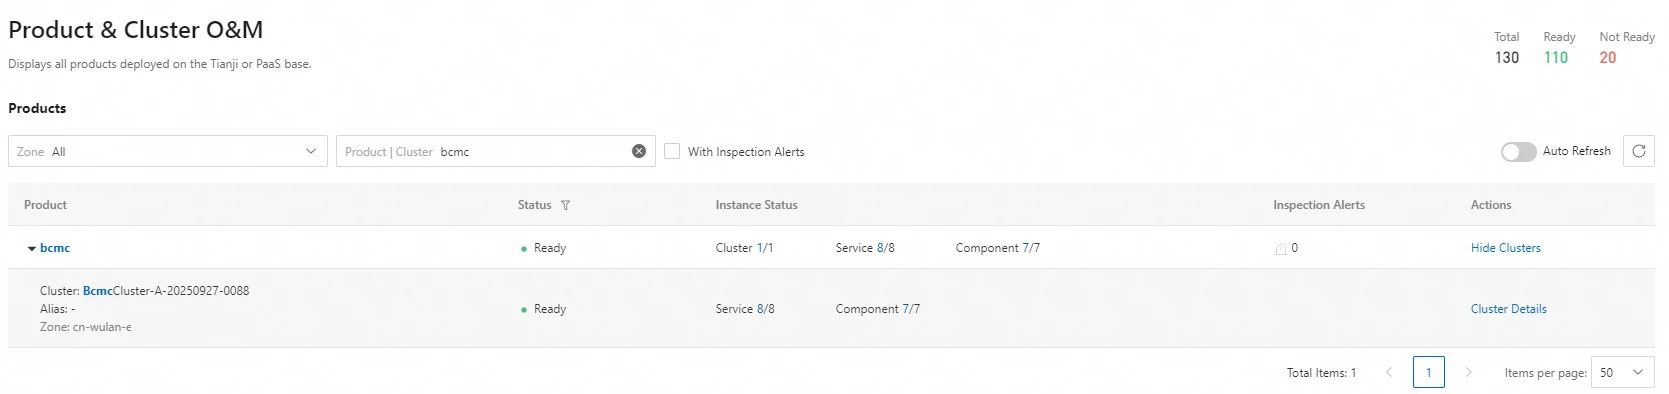 Product & Cluster O&M
Displays all products deployed on the Tianji or PaaS base.
Total Ready Not Ready
130 110 20
Products
Zone All Product | Cluster bcmc With Inspection Alerts Auto Refresh
Product Status Instance Status Inspection Alerts Actions
bcmc Ready Cluster 1/1 Service 8/8 Component 7/7 0 Hide Clusters
Cluster: BcmcCluster-A-20250927-0088
Alias: - Ready Service 8/8 Component 7/7 Cluster Details
Zone: cn-wulan-e
Total Items: 1 1 Items per page: 50